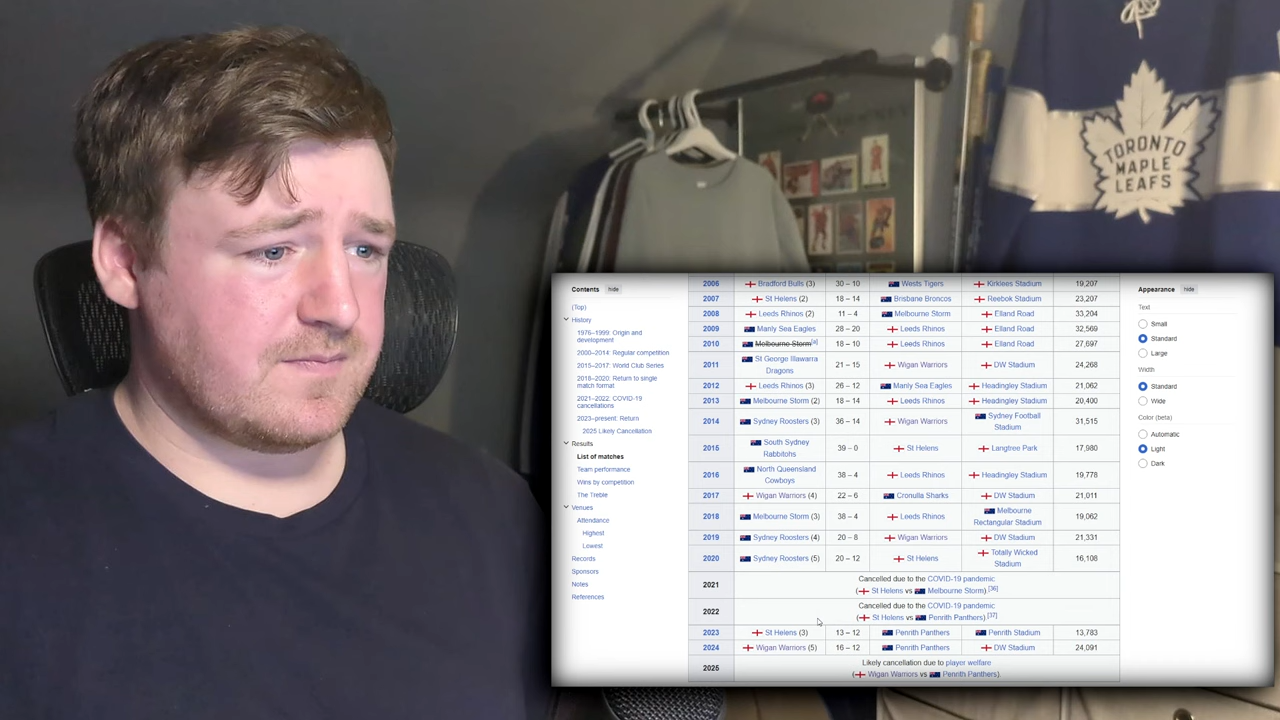 TORONTO
MAPLE
LEAFS
Contents hide
(Top)
History
1976–1999: Origin and
development
2000–2014: Regular competition
2015–2017: World Club Series
2018–2020: Return to single
match format
2021–2022: COVID-19
cancellations
2023–present: Return
2025 Likely Cancellation
Results
List of matches
Team performance
Wins by competition
The Treble
Venues
Attendance
Highest
Lowest
Records
Sponsors
Notes
References
2006 Bradford Bulls (3) 30 – 10 Wests Tigers Kirklees Stadium 19,207
2007 St Helens (2) 18 – 14 Brisbane Broncos Reebok Stadium 23,207
2008 Leeds Rhinos (2) 11 – 4 Melbourne Storm Elland Road 33,204
2009 Manly Sea Eagles 28 – 20 Leeds Rhinos Elland Road 32,569
2010 Melbourne Storm[a] 18 – 10 Leeds Rhinos Elland Road 27,697
2011 St George Illawarra
Dragons 21 – 15 Wigan Warriors DW Stadium 24,268
2012 Leeds Rhinos (3) 26 – 12 Manly Sea Eagles Headingley Stadium 21,062
2013 Melbourne Storm (2) 18 – 14 Leeds Rhinos Headingley Stadium 20,400
2014 Sydney Roosters (3) 36 – 14 Wigan Warriors Sydney Football
Stadium 31,515
2015 South Sydney
Rabbitohs 39 – 0 St Helens Langtree Park 17,980
2016 North Queensland
Cowboys 38 – 4 Leeds Rhinos Headingley Stadium 19,778
2017 Wigan Warriors (4) 22 – 6 Cronulla Sharks DW Stadium 21,011
2018 Melbourne Storm (3) 38 – 4 Leeds Rhinos Melbourne
Rectangular Stadium 19,062
2019 Sydney Roosters (4) 20 – 8 Wigan Warriors DW Stadium 21,331
2020 Sydney Roosters (5) 20 – 12 St Helens Totally Wicked
Stadium 16,108
2021 Cancelled due to the COVID-19 pandemic
(St Helens vs Melbourne Storm).[36]
2022 Cancelled due to the COVID-19 pandemic
(St Helens vs Penrith Panthers).[37]
2023 St Helens (3) 13 – 12 Penrith Panthers Penrith Stadium 13,783
2024 Wigan Warriors (5) 16 – 12 Penrith Panthers DW Stadium 24,091
2025 Likely cancellation due to player welfare
(Wigan Warriors vs Penrith Panthers).
Appearance hide
Text
Small
Standard
Large
Width
Standard
Wide
Color (beta)
Automatic
Light
Dark